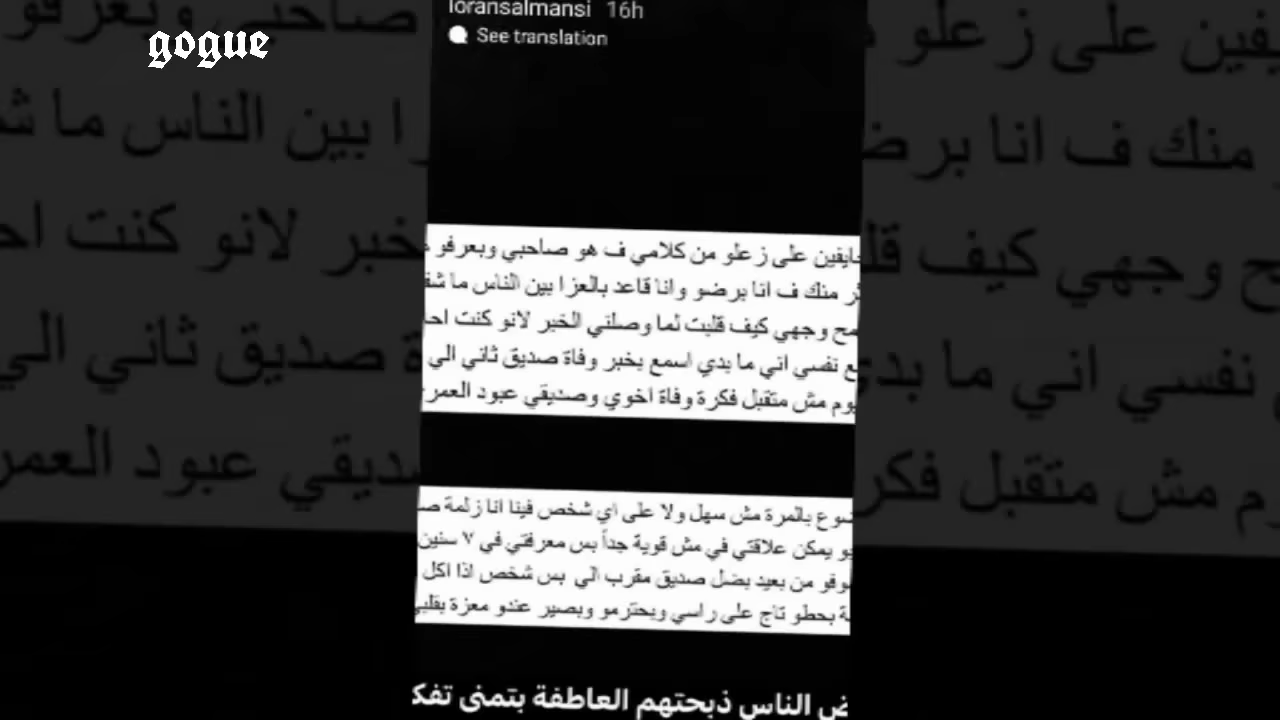 gogue
loransalmansi 16h
See translation
خايفين على زعلو من كلامي ف هو صاحبي وبعرفو
منك ف انا برضو وانا قاعد بالعزا بين الناس ما
وجهي كيف قلبت لما وصلني الخبر لانو كنت
نفسي اني ما بدي اسمع بخبر وفاة صديق ثاني الي
مش متقبل فكرة وفاة اخوي وصديقي عبود العمر
بالمرة مش سهل ولا على اي شخص فينا انا زلمة
يمكن علاقتي في مش قوية جداً بس معرفتي في ٧ سنين
من بعيد بضل صديق مقرب الي بس شخص اذا اكل
بحطو تاج على راسي وبحترمو وبصير عندو معزة بقلبي
الناس ذبحتهم العاطفة بتمنى